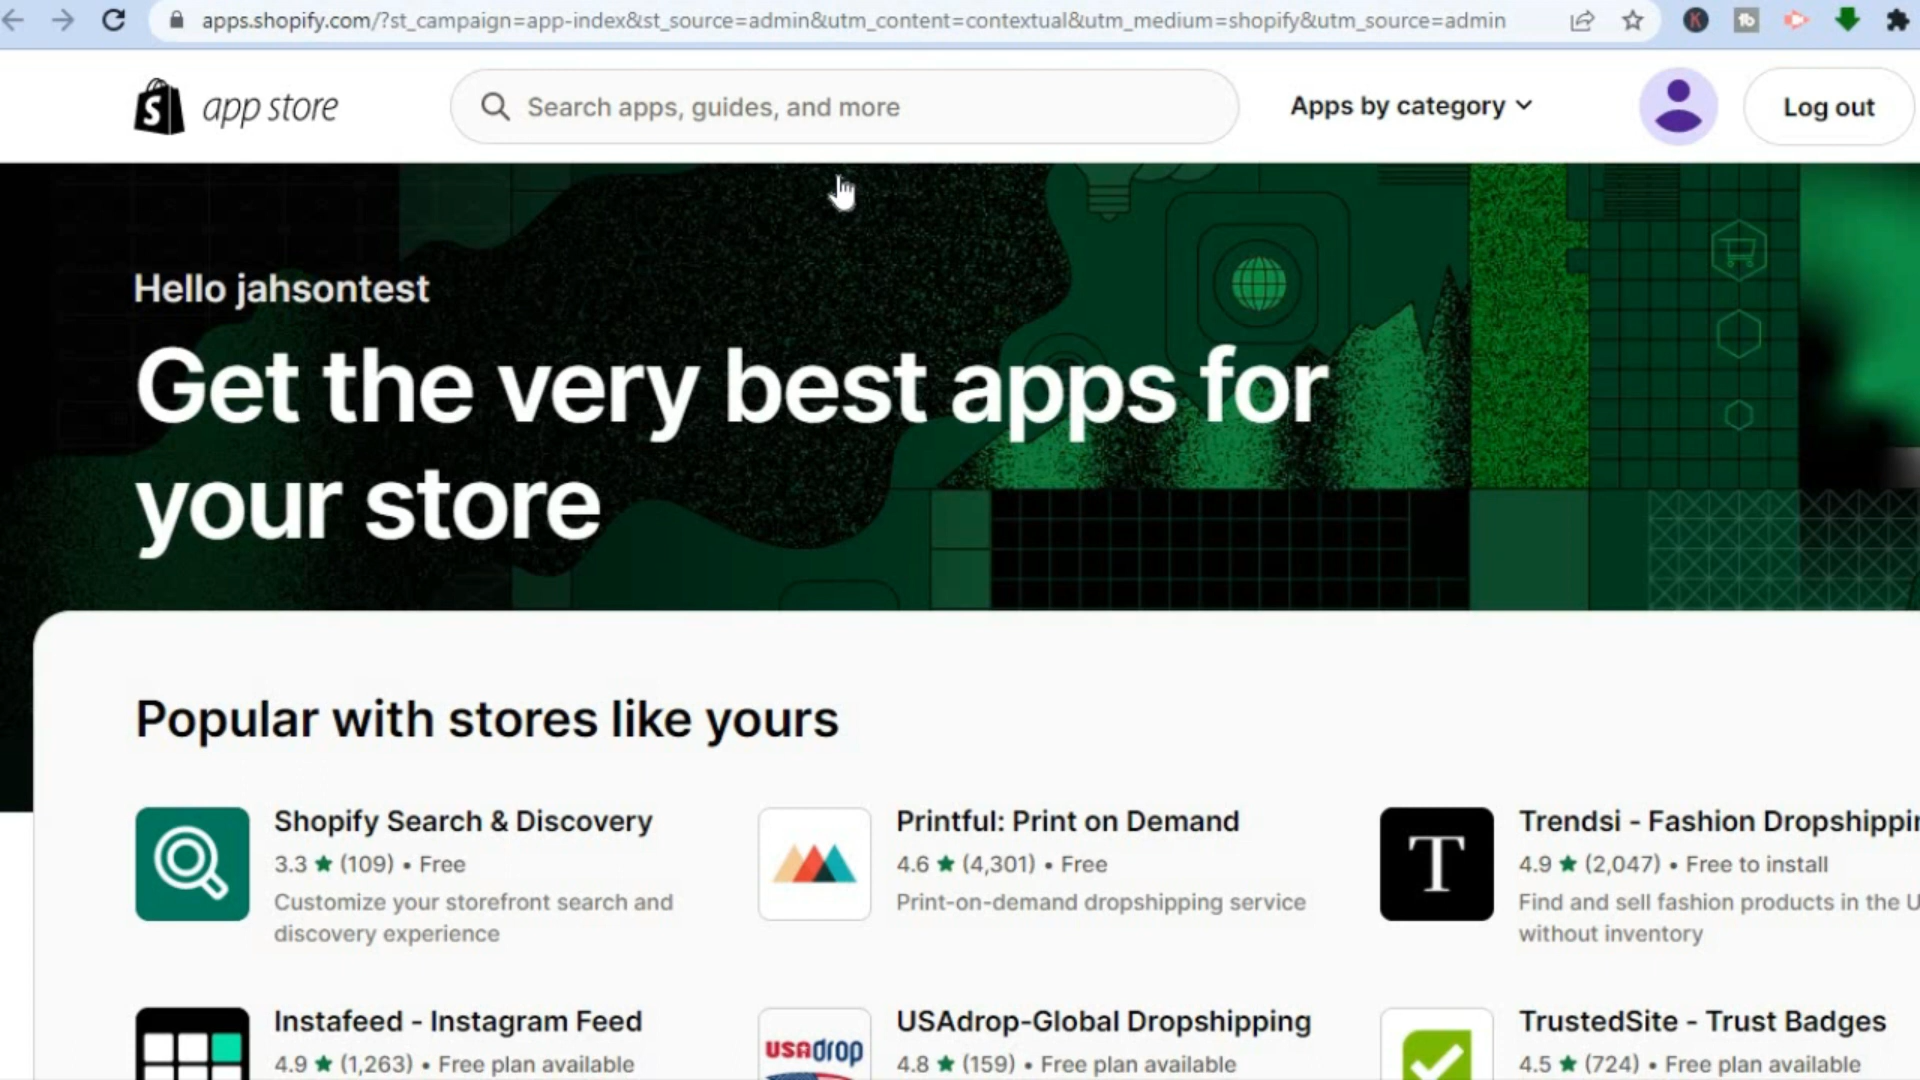 apps.shopify.com/?st_campaign=app-index&st_source=admin&utm_content=contextual&utm_medium=shopify&utm_source=admin
K
tb
S
app store
Search apps, guides, and more
Apps by category
Log out
Hello jahsontest
Get the very best apps for
your store
Popular with stores like yours
Shopify Search & Discovery
3.3 ★ (109) • Free
Customize your storefront search and
discovery experience
Printful: Print on Demand
4.6 ★ (4,301) • Free
Print-on-demand dropshipping service
T
Trendsi - Fashion Dropshippin
4.9 ★ (2,047) • Free to install
Find and sell fashion products in the U
without inventory
Instafeed - Instagram Feed
4.9 ★ (1,263) • Free plan available
USAdrop
USAdrop-Global Dropshipping
4.8 ★ (159) • Free plan available
TrustedSite - Trust Badges
4.5 ★ (724) • Free plan available